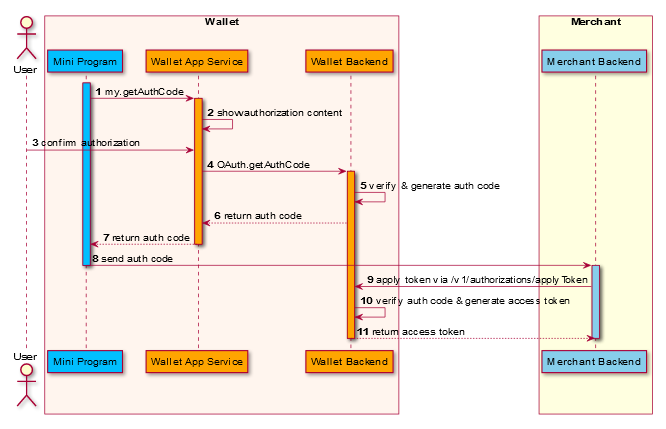 Wallet
Merchant
User
Mini Program
Wallet App Service
Wallet Backend
Merchant Backend
1 my.getAuthCode
2 show authorization content
3 confirm authorization
4 OAuth.getAuthCode
5 verify & generate auth code
6 return auth code
7 return auth code
8 send auth code
9 apply token via /v1/authorizations/applyToken
10 verify auth code & generate access token
11 return access token
User
Mini Program
Wallet App Service
Wallet Backend
Merchant Backend